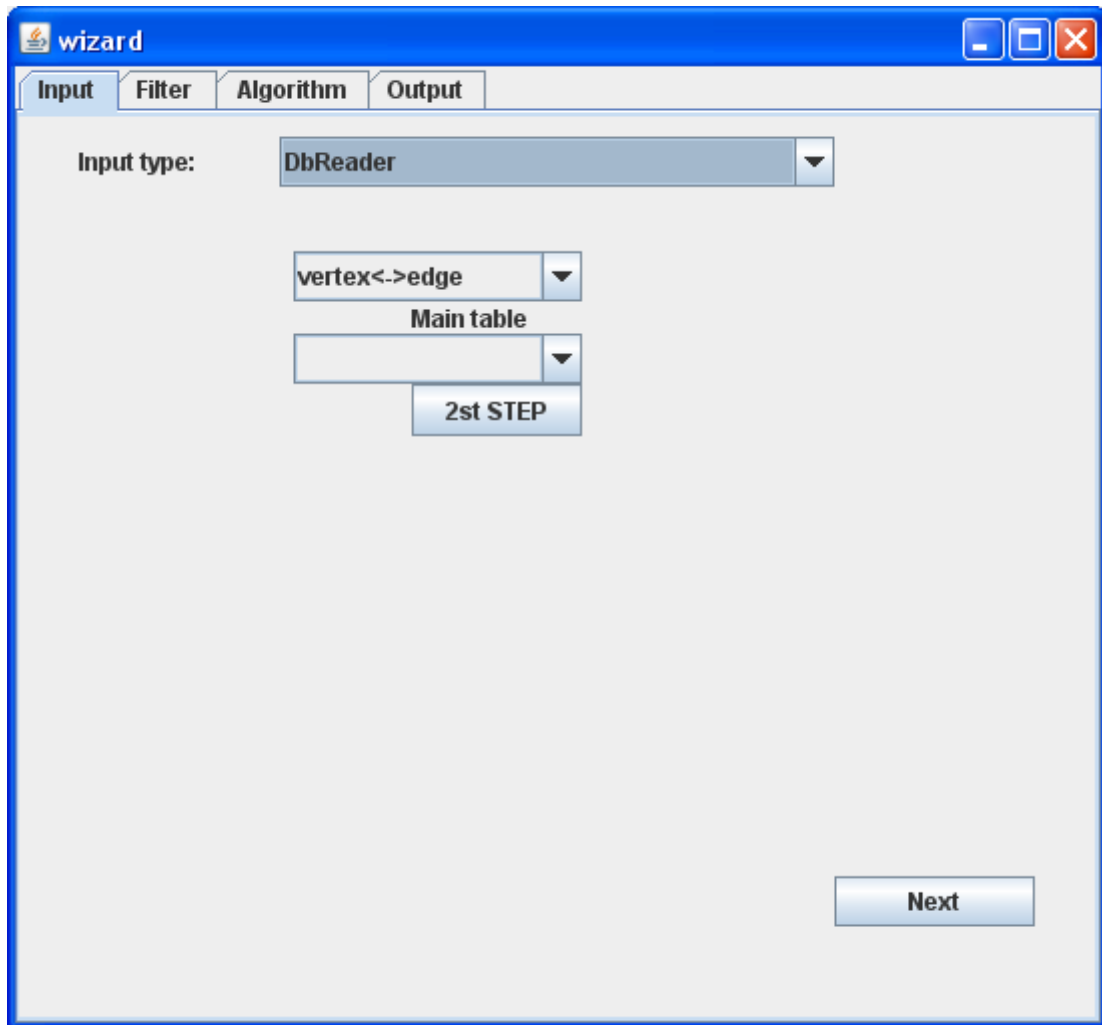 wizard
Input Filter Algorithm Output
Input type: DbReader
vertex<->edge
Main table
2st STEP
Next